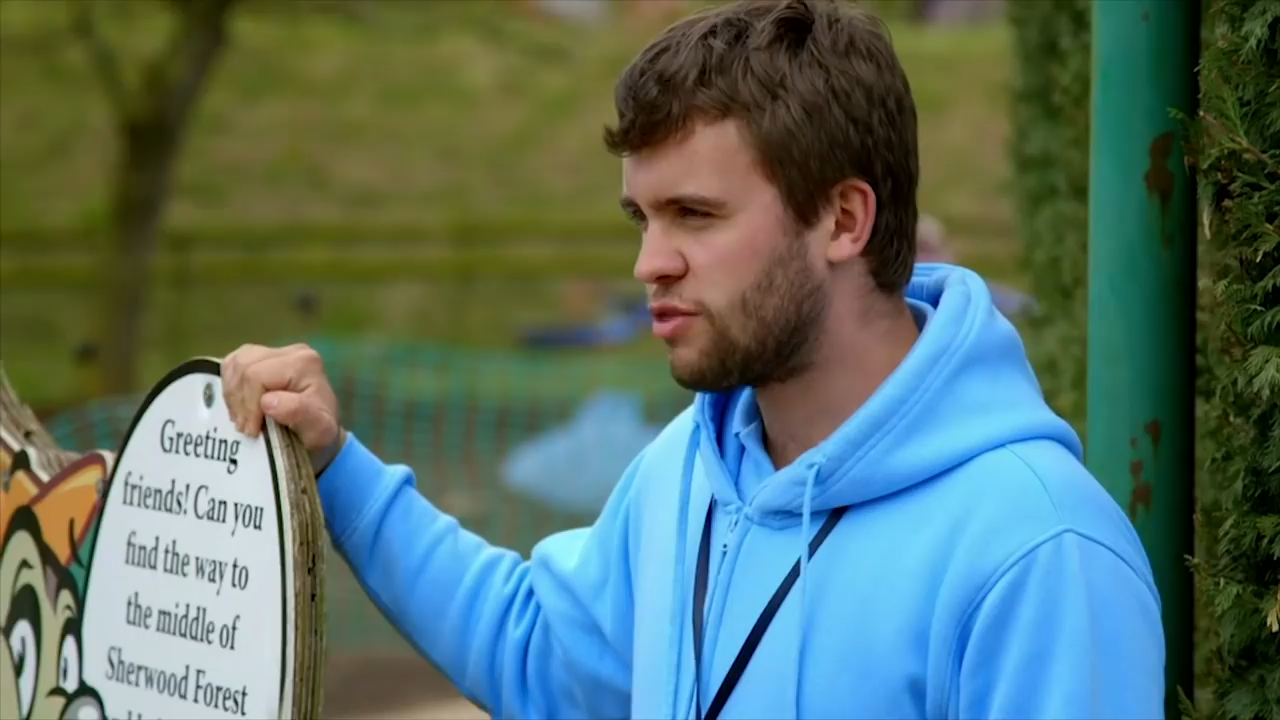 Greeting
friends! Can you
find the way to
the middle of
Sherwood Forest